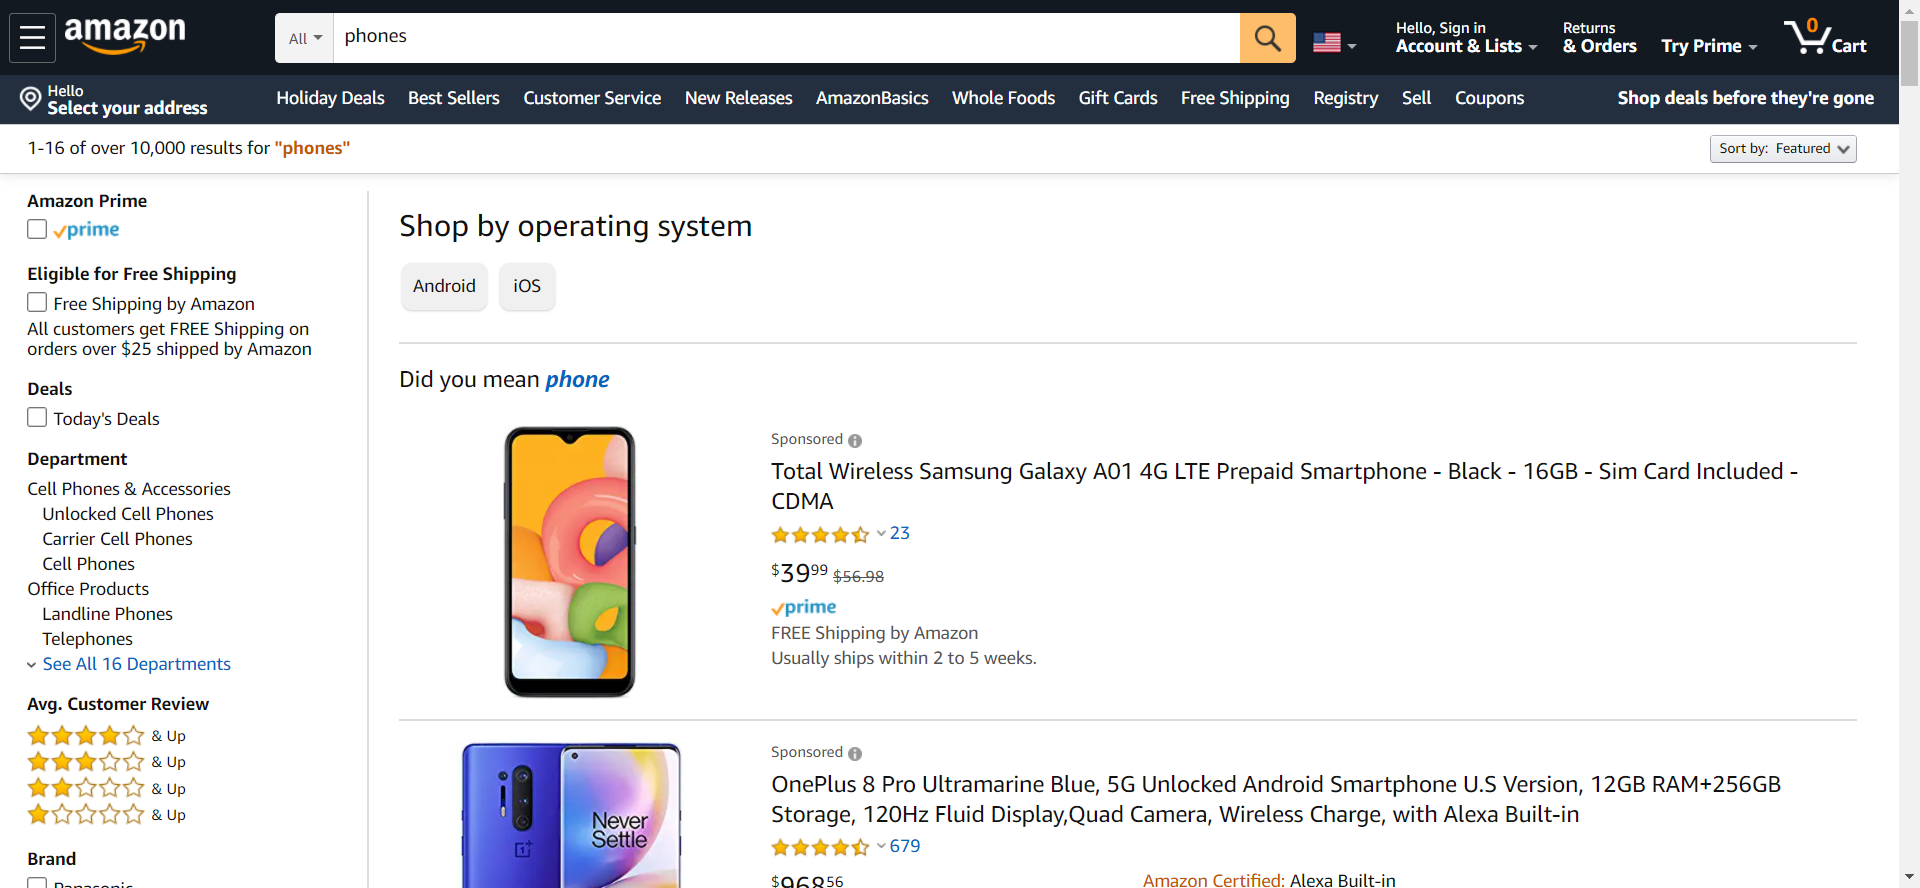 amazon
All
phones
Hello, Sign in
Account & Lists
Returns
& Orders
Try Prime
0
Cart
Hello
Select your address
Holiday Deals
Best Sellers
Customer Service
New Releases
AmazonBasics
Whole Foods
Gift Cards
Free Shipping
Registry
Sell
Coupons
Shop deals before they're gone
1-16 of over 10,000 results for "phones"
Sort by: Featured
Amazon Prime
prime
Eligible for Free Shipping
Free Shipping by Amazon
All customers get FREE Shipping on
orders over $25 shipped by Amazon
Deals
Today's Deals
Department
Cell Phones & Accessories
Unlocked Cell Phones
Carrier Cell Phones
Cell Phones
Office Products
Landline Phones
Telephones
See All 16 Departments
Avg. Customer Review
& Up
& Up
& Up
& Up
Brand
Panasonic
Shop by operating system
Android
iOS
Did you mean phone
Sponsored
Total Wireless Samsung Galaxy A01 4G LTE Prepaid Smartphone - Black - 16GB - Sim Card Included -
CDMA
23
$3999 $56.98
prime
FREE Shipping by Amazon
Usually ships within 2 to 5 weeks.
Never
Settle
Sponsored
OnePlus 8 Pro Ultramarine Blue, 5G Unlocked Android Smartphone U.S Version, 12GB RAM+256GB
Storage, 120Hz Fluid Display,Quad Camera, Wireless Charge, with Alexa Built-in
679
$96856
Amazon Certified: Alexa Built-in